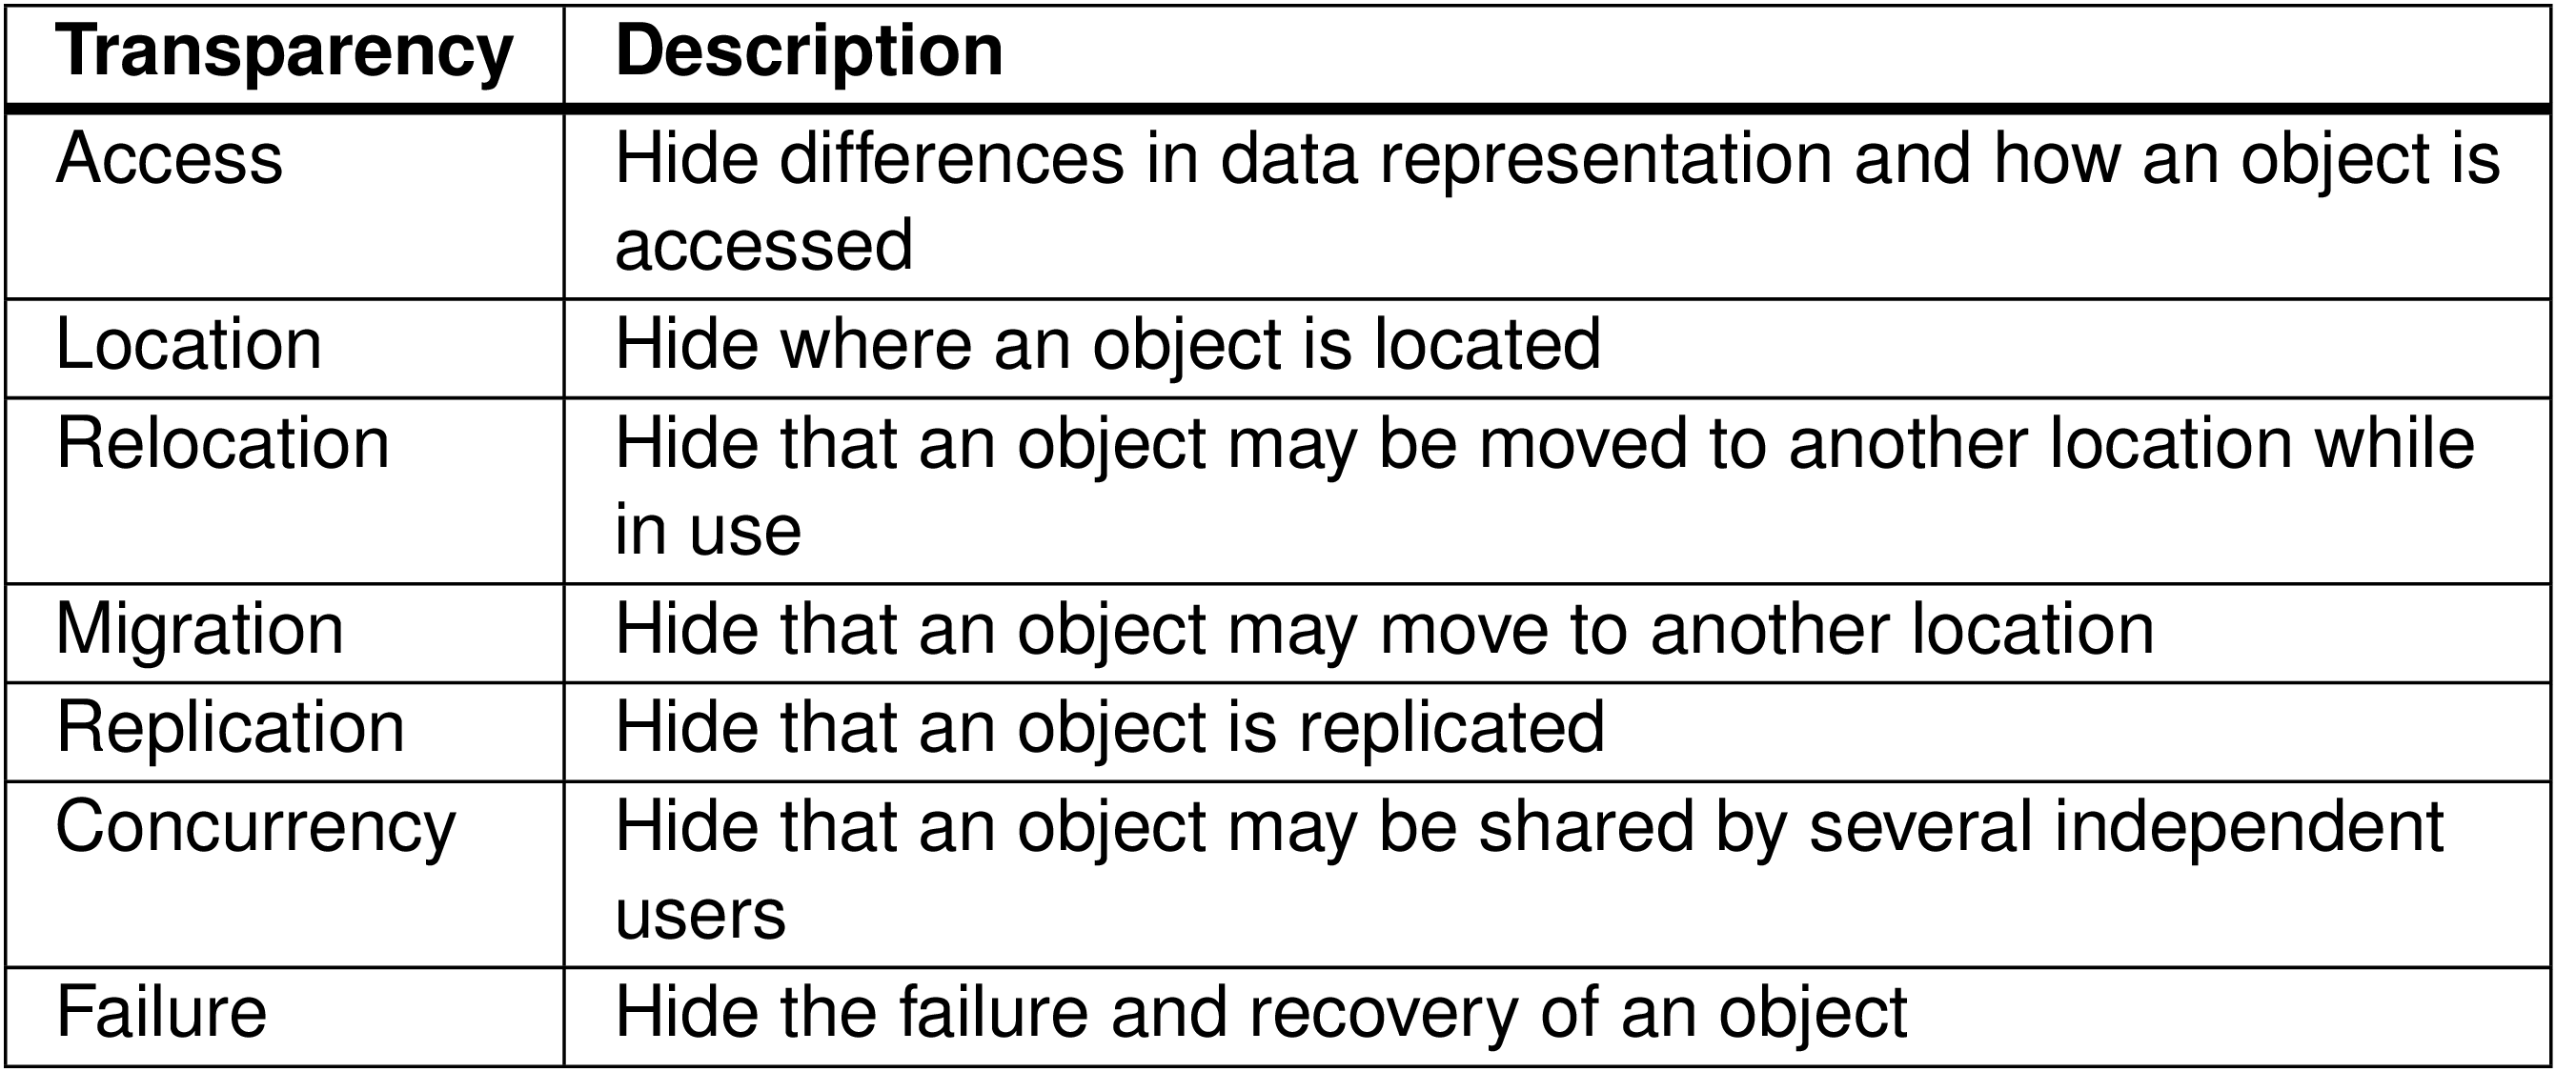 Transparency Description
Access Hide differences in data representation and how an object is
accessed
Location Hide where an object is located
Relocation Hide that an object may be moved to another location while
in use
Migration Hide that an object may move to another location
Replication Hide that an object is replicated
Concurrency Hide that an object may be shared by several independent
users
Failure Hide the failure and recovery of an object